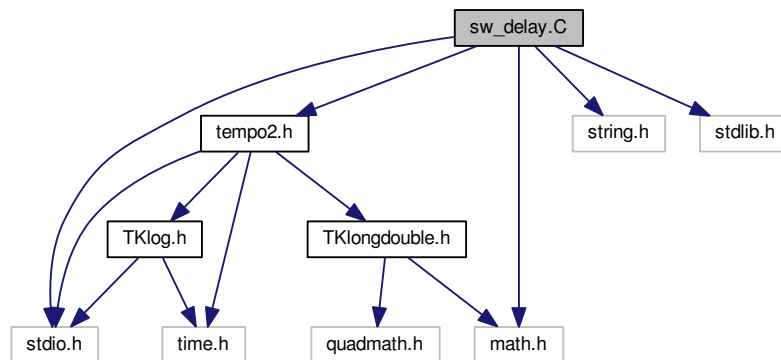 sw_delay.C
tempo2.h
string.h
stdlib.h
TKlog.h
TKlongdouble.h
stdio.h
time.h
quadmath.h
math.h